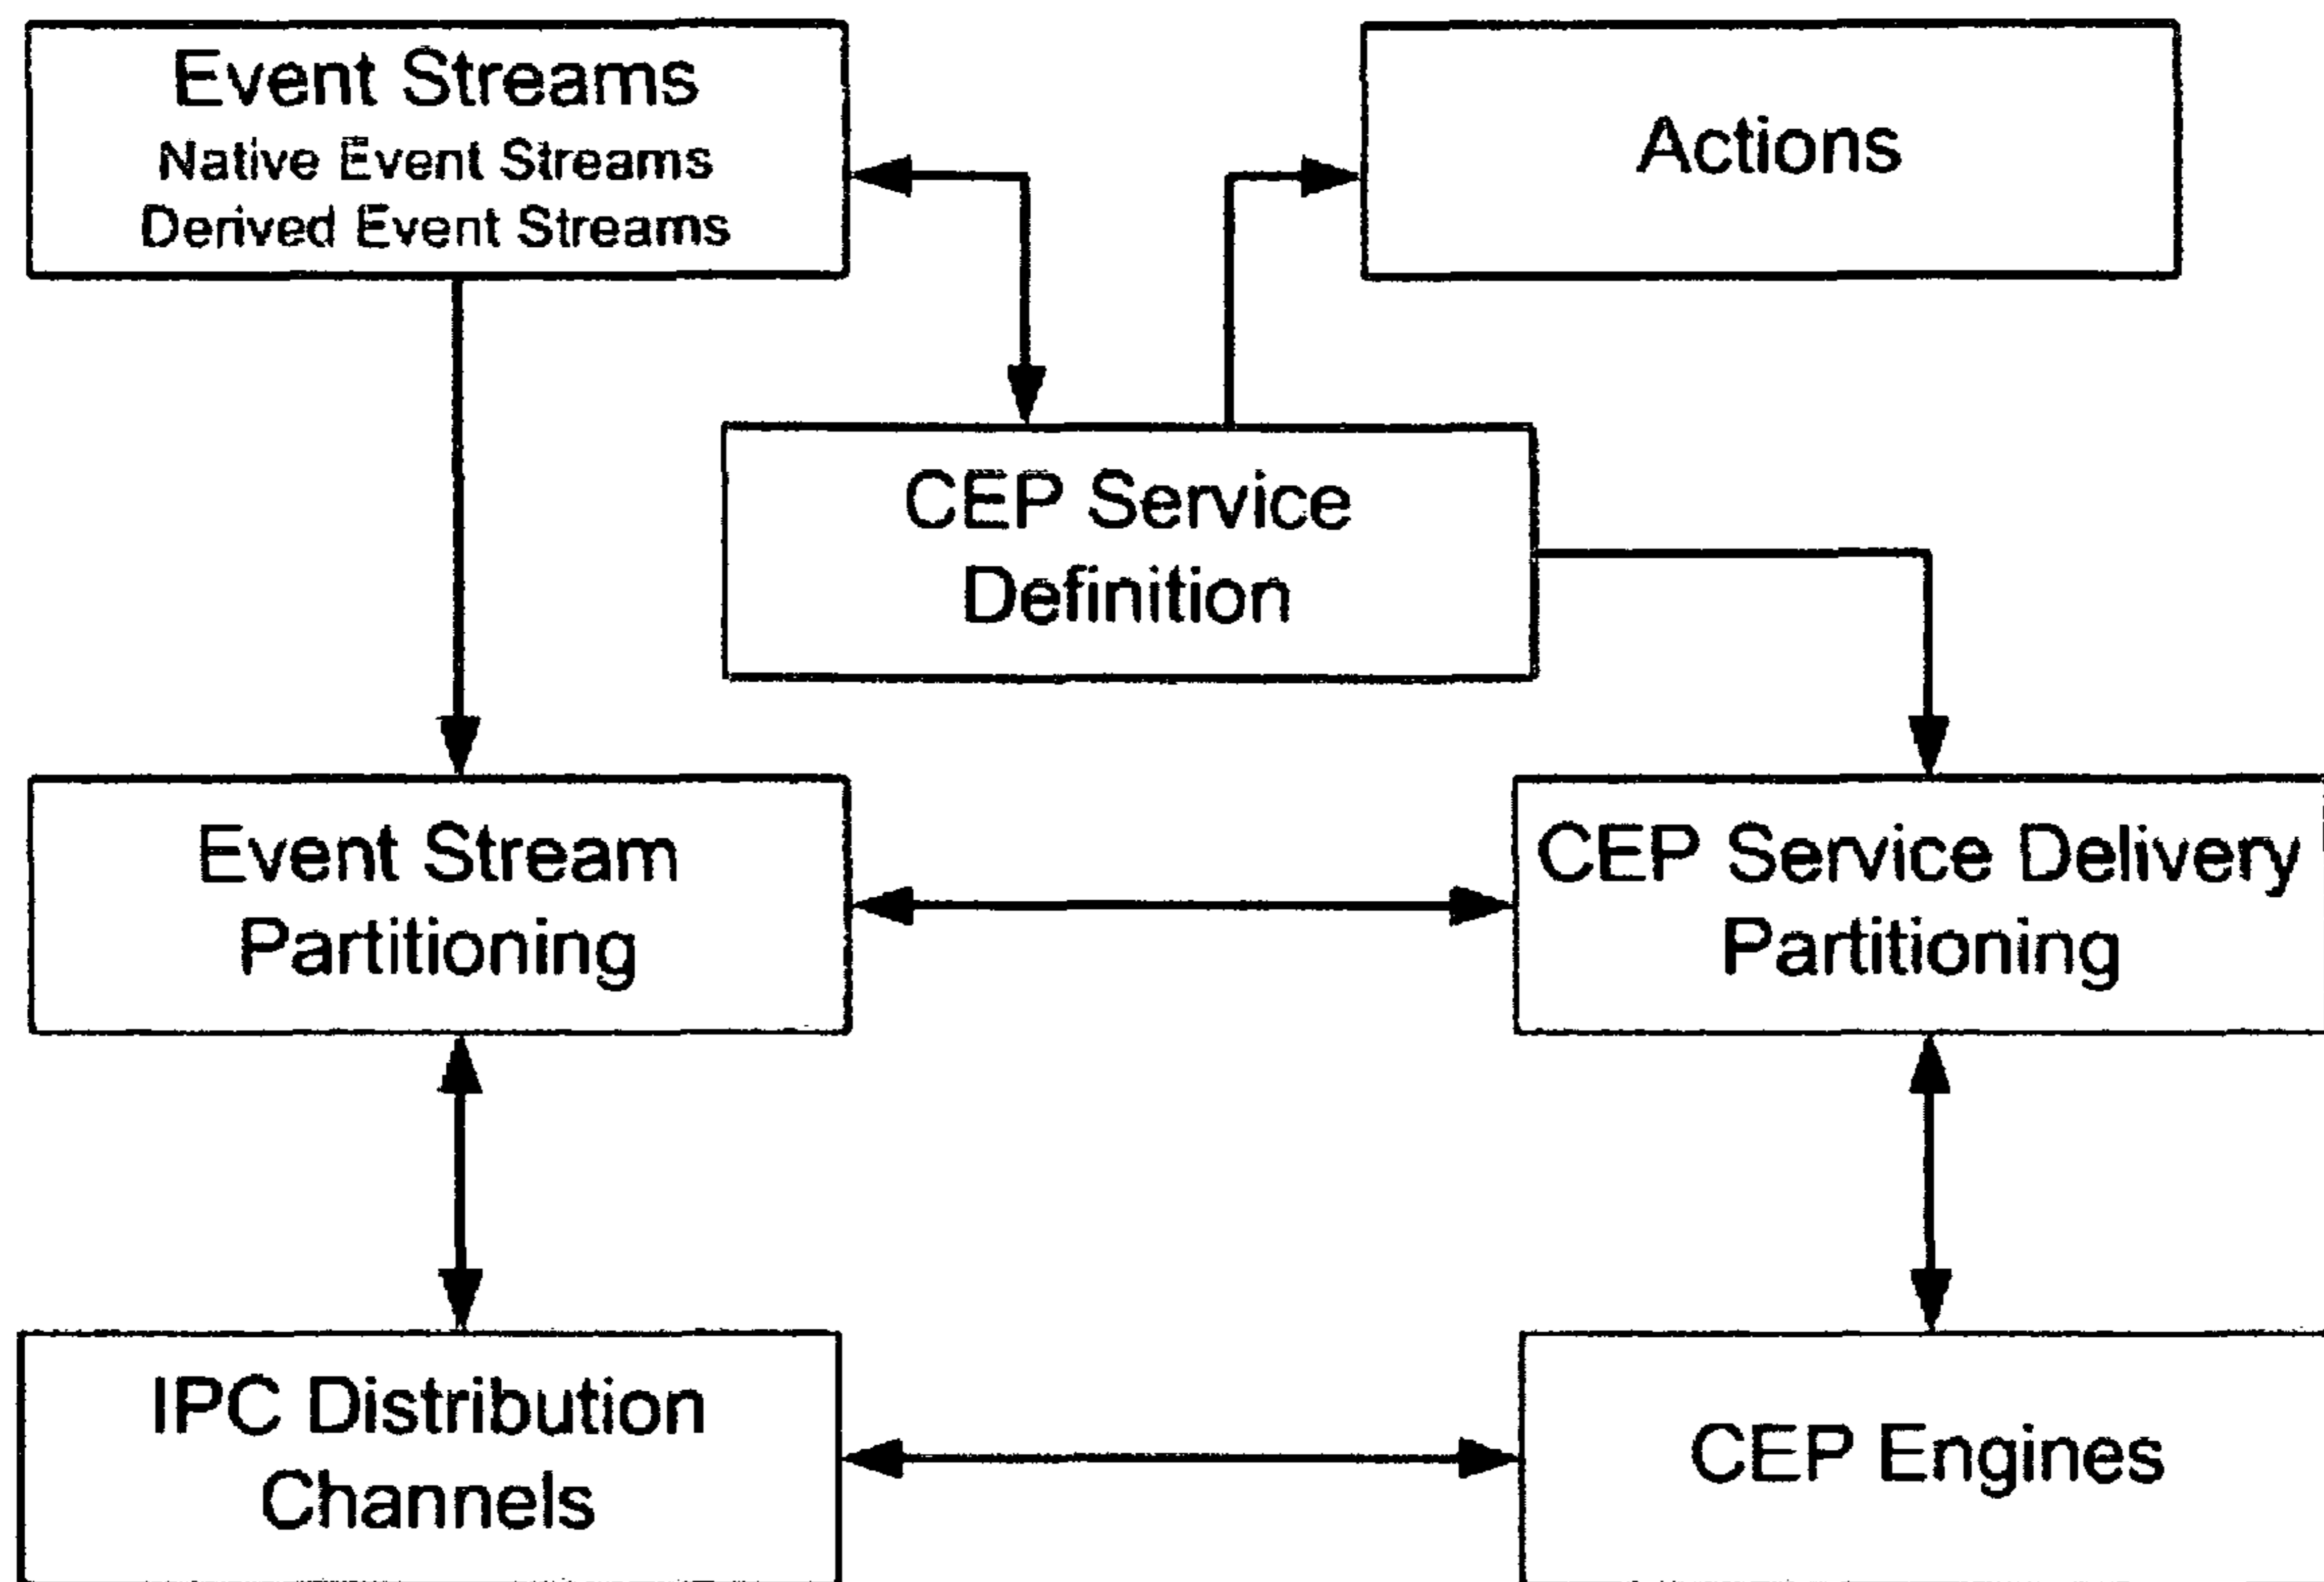 Event Streams
Native Event Streams
Derived Event Streams
Actions
CEP Service
Definition
Event Stream
Partitioning
CEP Service Delivery
Partitioning
IPC Distribution
Channels
CEP Engines